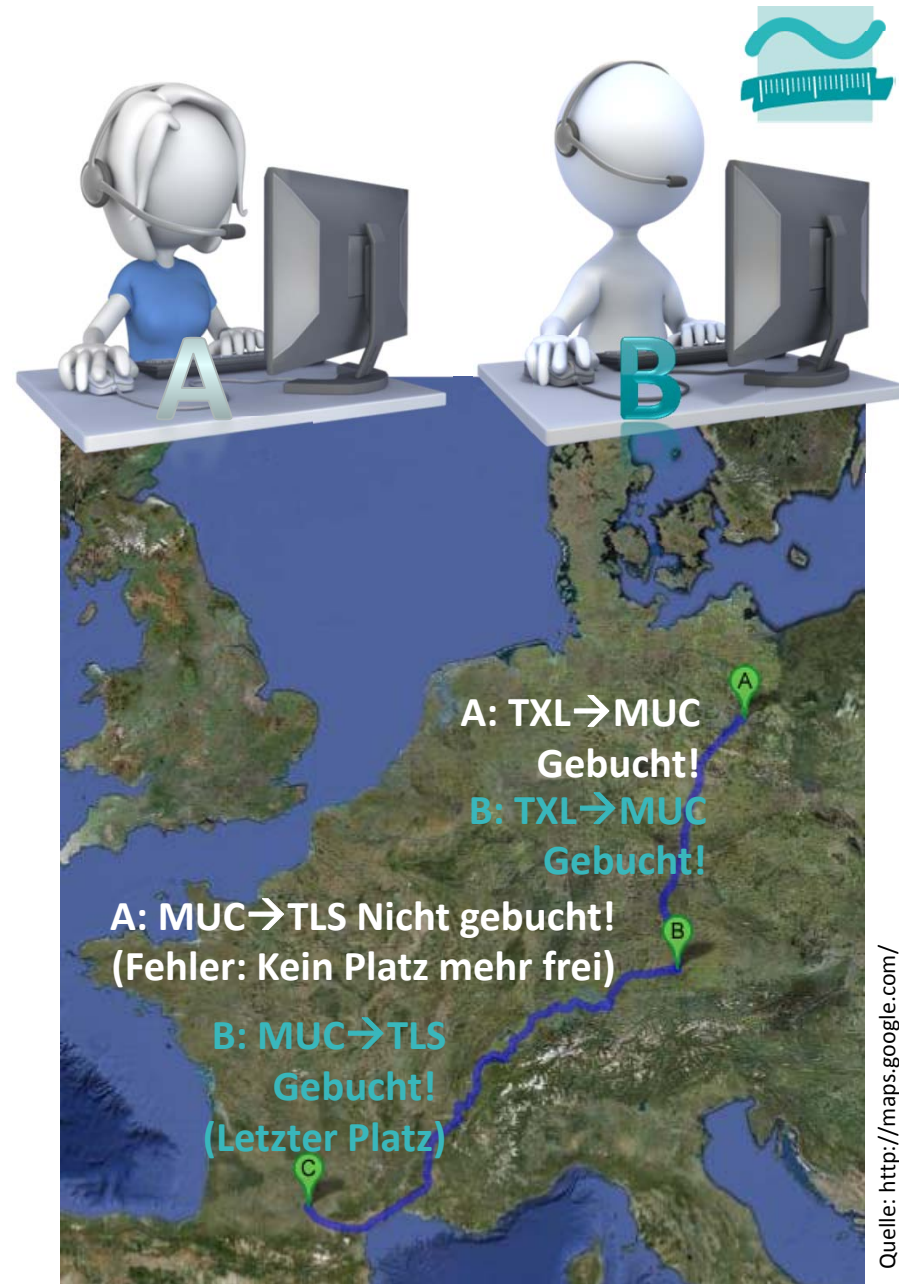 A
B
A
A: TXL→MUC
Gebucht!
B: TXL→MUC
Gebucht!
A: MUC→TLS Nicht gebucht!
(Fehler: Kein Platz mehr frei)
B
B: MUC→TLS
Gebucht!
(Letzter Platz)
C
Quelle: http://maps.google.com/